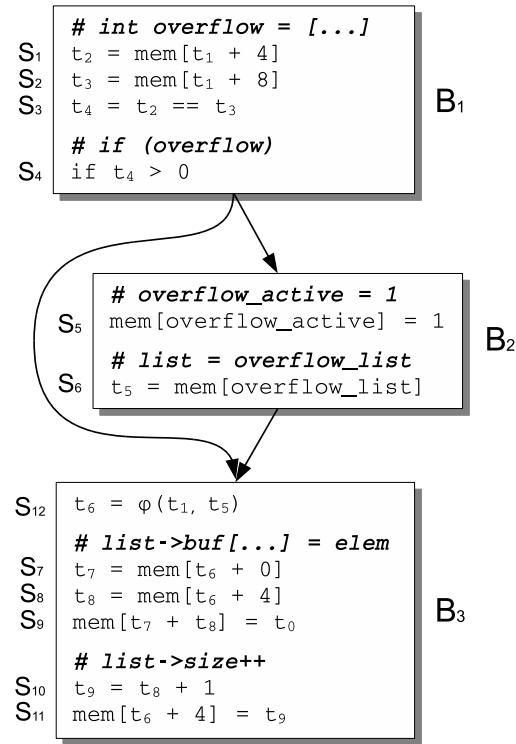 # int overflow = [...]
S₁ t₂ = mem[t₁ + 4]
S₂ t₃ = mem[t₁ + 8]
S₃ t₄ = t₂ == t₃
B₁
# if (overflow)
S₄ if t₄ > 0
# overflow_active = 1
S₅ mem[overflow_active] = 1
B₂
# list = overflow_list
S₆ t₅ = mem[overflow_list]
S₁₂ t₆ = φ(t₁, t₅)
# list->buf[...] = elem
S₇ t₇ = mem[t₆ + 0]
S₈ t₈ = mem[t₆ + 4]
S₉ mem[t₇ + t₈] = t₀
B₃
# list->size++
S₁₀ t₉ = t₈ + 1
S₁₁ mem[t₆ + 4] = t₉